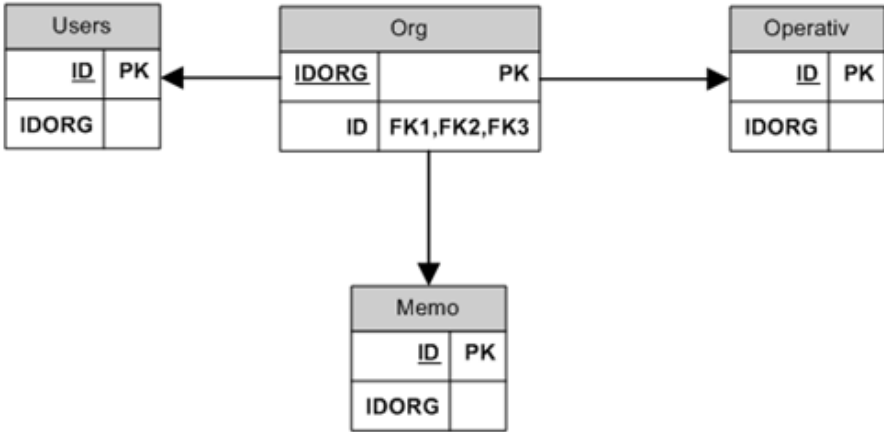 Users
ID PK
IDORG
Org
IDORG PK
ID FK1,FK2,FK3
Operativ
ID PK
IDORG
Memo
ID PK
IDORG